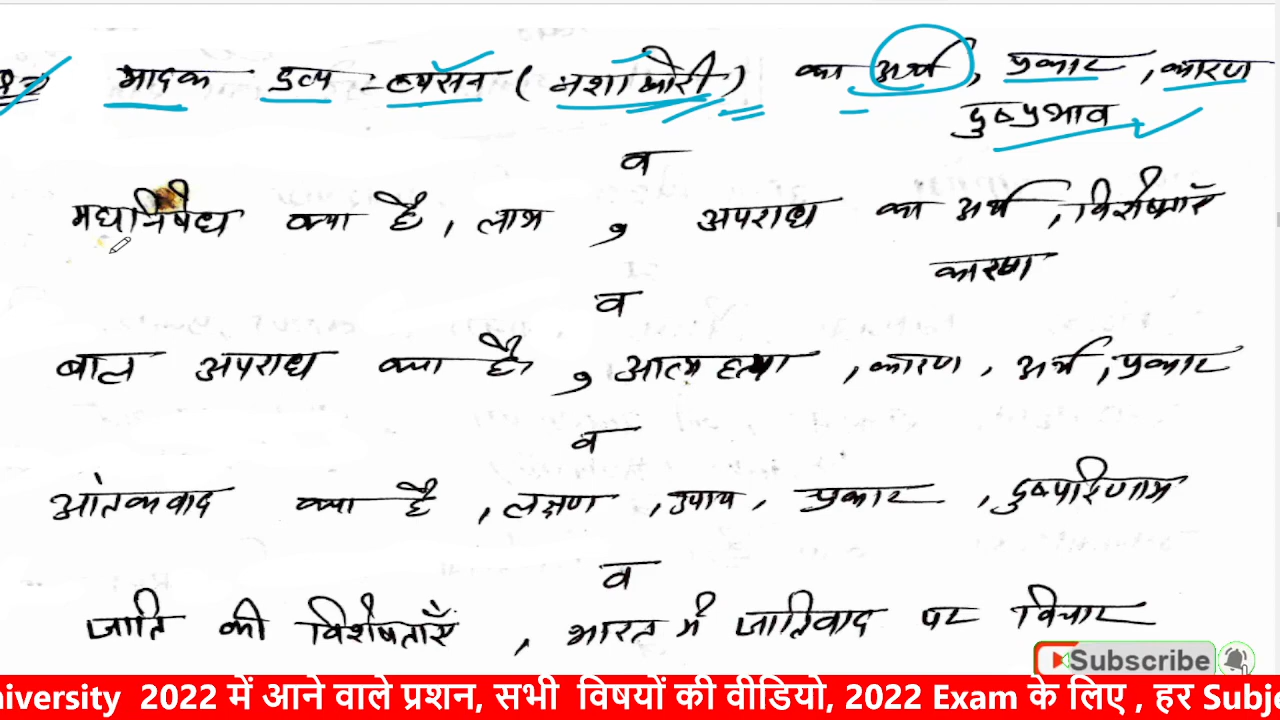 मादक द्रव्य - व्यसन (नशाखोरी) का अर्थ, प्रकार, कारण
दुष्प्रभाव
व
मद्यनिषेध क्या है, लाभ, अपराध का अर्थ, विशेषताएँ
कारण
व
बाल अपराध क्या है, आत्महत्या, कारण, अर्थ, प्रकार
व
आंतकवाद क्या है, लक्षण, उपाय, प्रकार, दुष्परिणाम
व
जाति की विशेषताएँ, भारत में जातिवाद पर विचार
Subscribe
niversity 2022 में आने वाले प्रशन, सभी विषयों की वीडियो, 2022 Exam के लिए , हर Subje